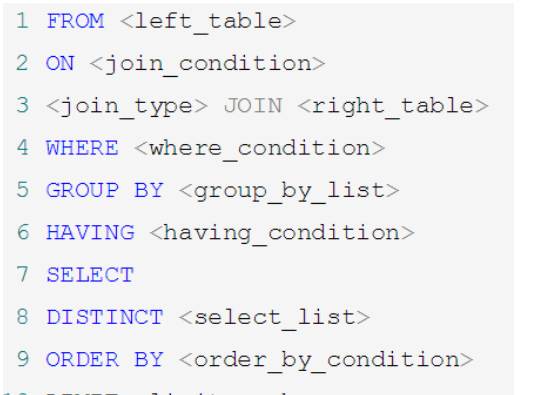 1 FROM <left_table>
2 ON <join_condition>
3 <join_type> JOIN <right_table>
4 WHERE <where_condition>
5 GROUP BY <group_by_list>
6 HAVING <having_condition>
7 SELECT
8 DISTINCT <select_list>
9 ORDER BY <order_by_condition>